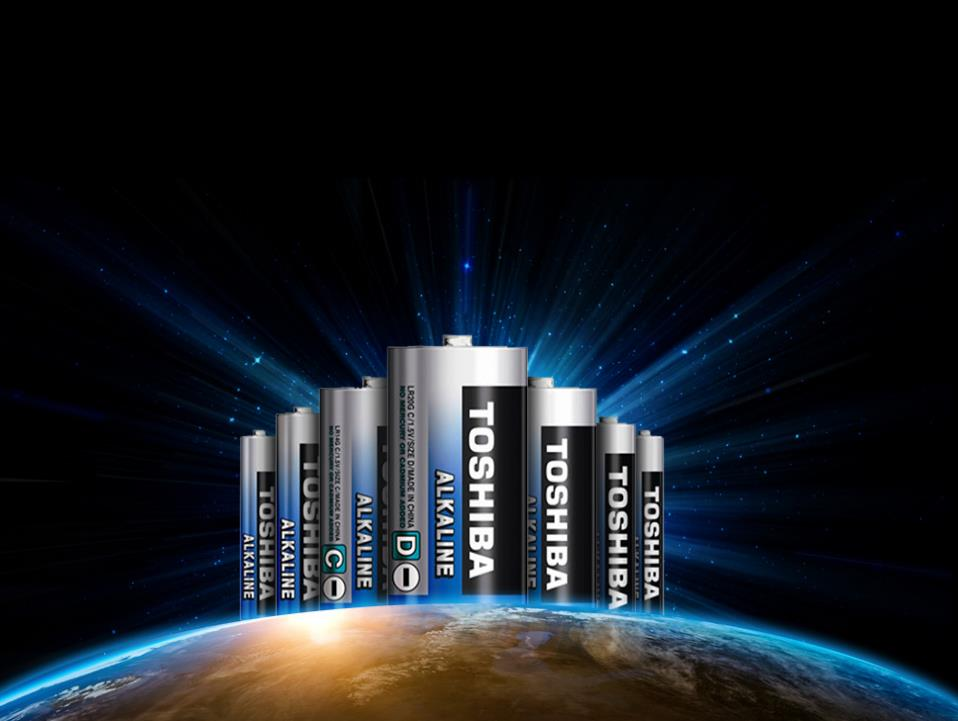 TOSHIBA
ALKALINE
TOSHIBA
ALKALINE
LR14G C/1.5V/SIZE C/MADE IN CHINA
NO MERCURY OR CADMIUM ADDED
C
ALKALINE
LR20G C/1.5V/SIZE D/MADE IN CHINA
NO MERCURY OR CADMIUM ADDED
D
ALKALINE
TOSHIBA
ALKALINE
TOSHIBA
TOSHIBA
TOSHIBA